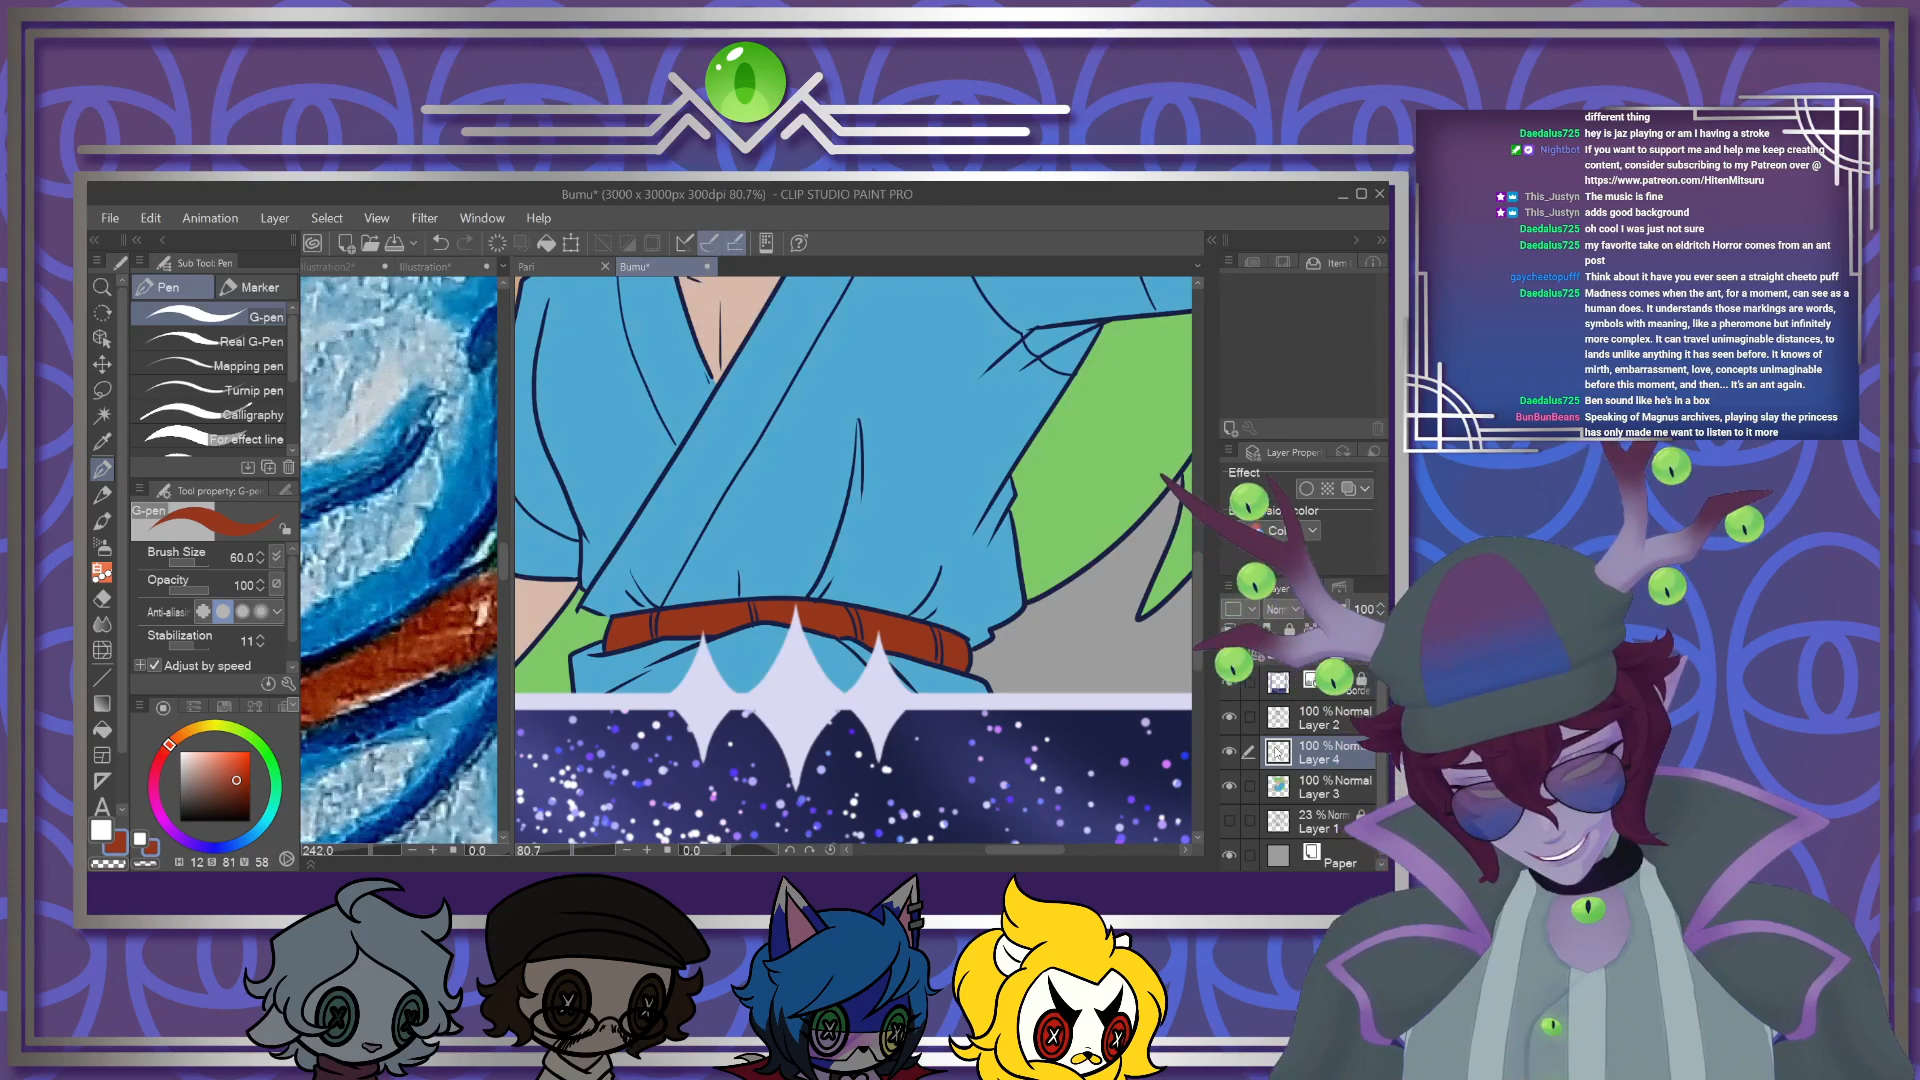 Bumu* (3000 x 3000px 300dpi 80.7%) - CLIP STUDIO PAINT PRO
File Edit Animation Layer Select View Filter Window Help
Sub Tool: Pen
llustration2* Illustration* Pari Bumu*
Item
Pen Marker
G-pen
Real G-Pen
Mapping pen
Turnip pen
Calligraphy
For effect line
Tool property: G-pen
G-pen
Brush Size 60.0
Opacity 100
Anti-aliasin
Stabilization 11
Adjust by speed
H 12 S 81 V 58
242.0 0.0 80.7 0.0
Layer Proper
Effect
100
100 % Normal
Layer 2
100 % Norm
Layer 4
100 % Normal
Layer 3
23 % Norm
Layer 1
Paper
different thing
Daedalus725 hey is jaz playing or am I having a stroke
Nightbot If you want to support me and help me keep creating
content, consider subscribing to my Patreon over @
https://www.patreon.com/HitenMitsuru
This_Justyn The music is fine
This_Justyn adds good background
Daedalus725 oh cool I was just not sure
Daedalus725 my favorite take on eldritch Horror comes from an ant
post
gaycheetopufff Think about it have you ever seen a straight cheeto puff
Daedalus725 Madness comes when the ant, for a moment, can see as a
human does. It understands those markings are words,
symbols with meaning, like a pheromone but infinitely
more complex. It can travel unimaginable distances, to
lands unlike anything it has seen before. It knows of
mirth, embarrassment, love, concepts unimaginable
before this moment, and then... It's an ant again.
Daedalus725 Ben sound like he's in a box
BunBunBeans Speaking of Magnus archives, playing slay the princess
has only made me want to listen to it more